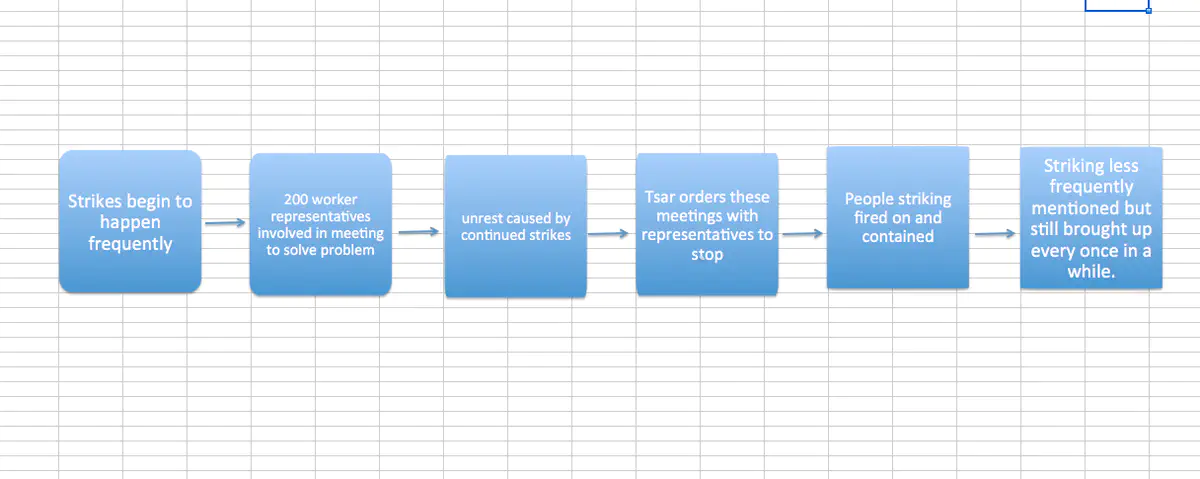 Strikes begin to
happen
frequently
200 worker
representatives
involved in meeting
to solve problem
unrest caused by
continued strikes
Tsar orders these
meetings with
representatives to
stop
People striking
fired on and
contained
Striking less
frequently
mentioned but
still brought up
every once in a
while.